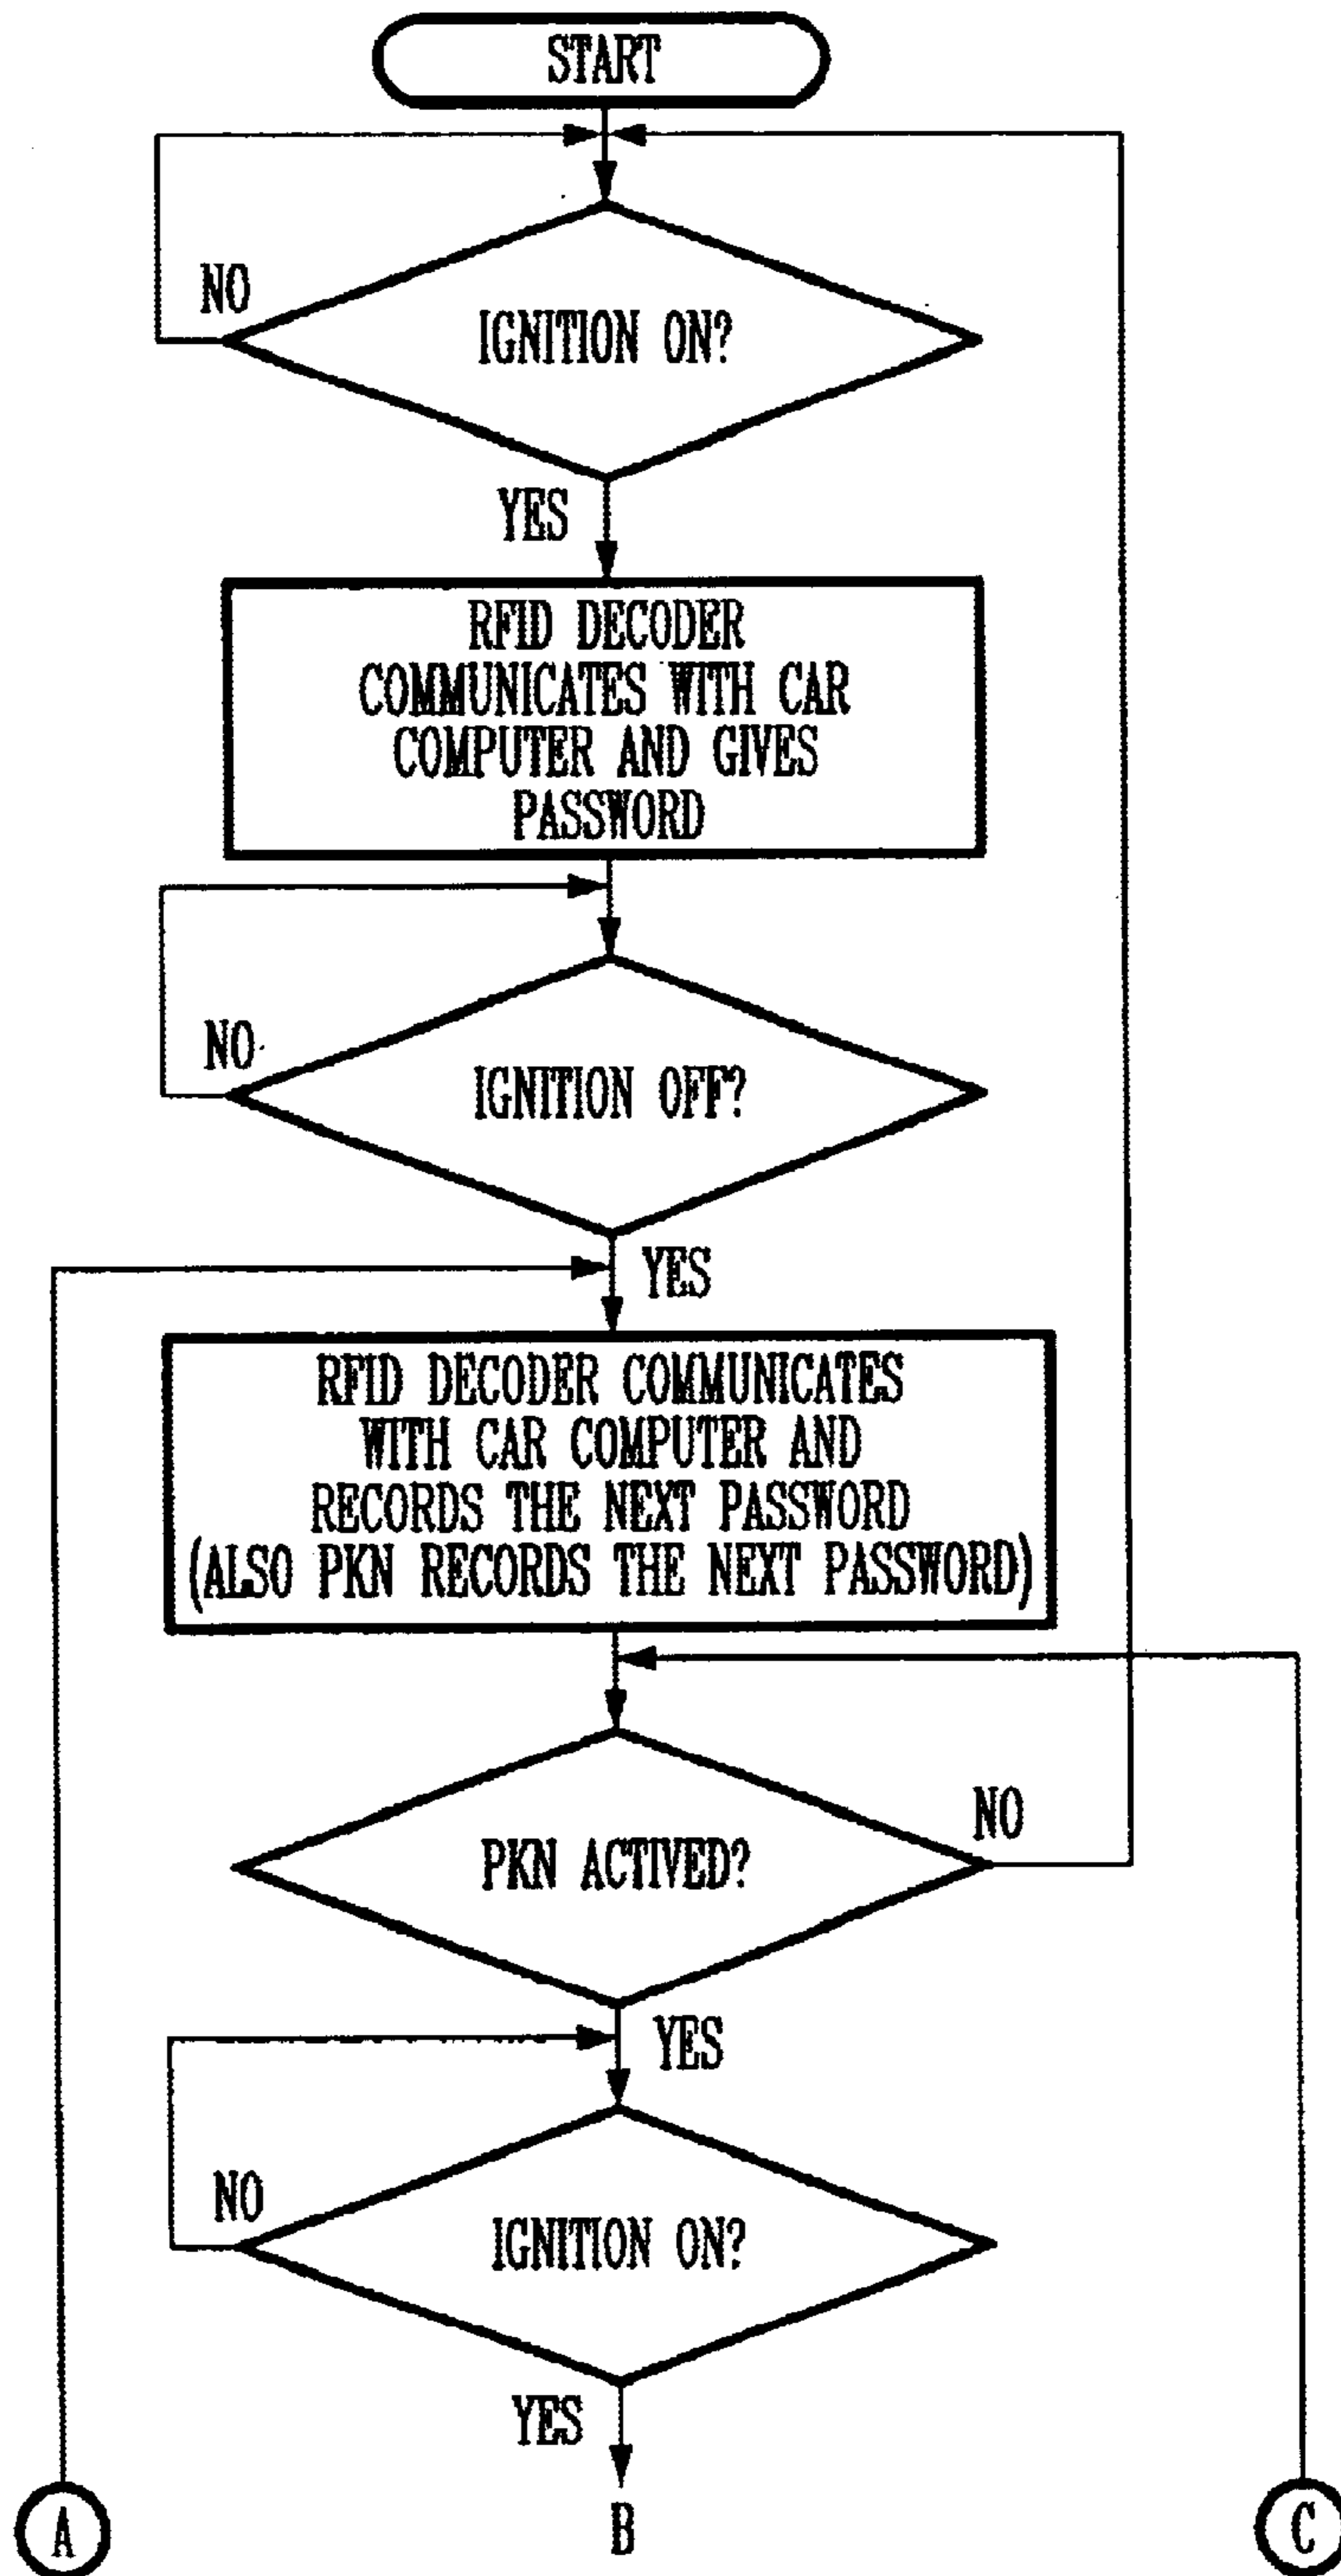 START
NO
IGNITION ON?
YES
RFID DECODER
COMMUNICATES WITH CAR
COMPUTER AND GIVES
PASSWORD
NO
IGNITION OFF?
YES
RFID DECODER COMMUNICATES
WITH CAR COMPUTER AND
RECORDS THE NEXT PASSWORD
(ALSO PKN RECORDS THE NEXT PASSWORD)
NO
PKN ACTIVED?
YES
NO
IGNITION ON?
YES
A
B
C